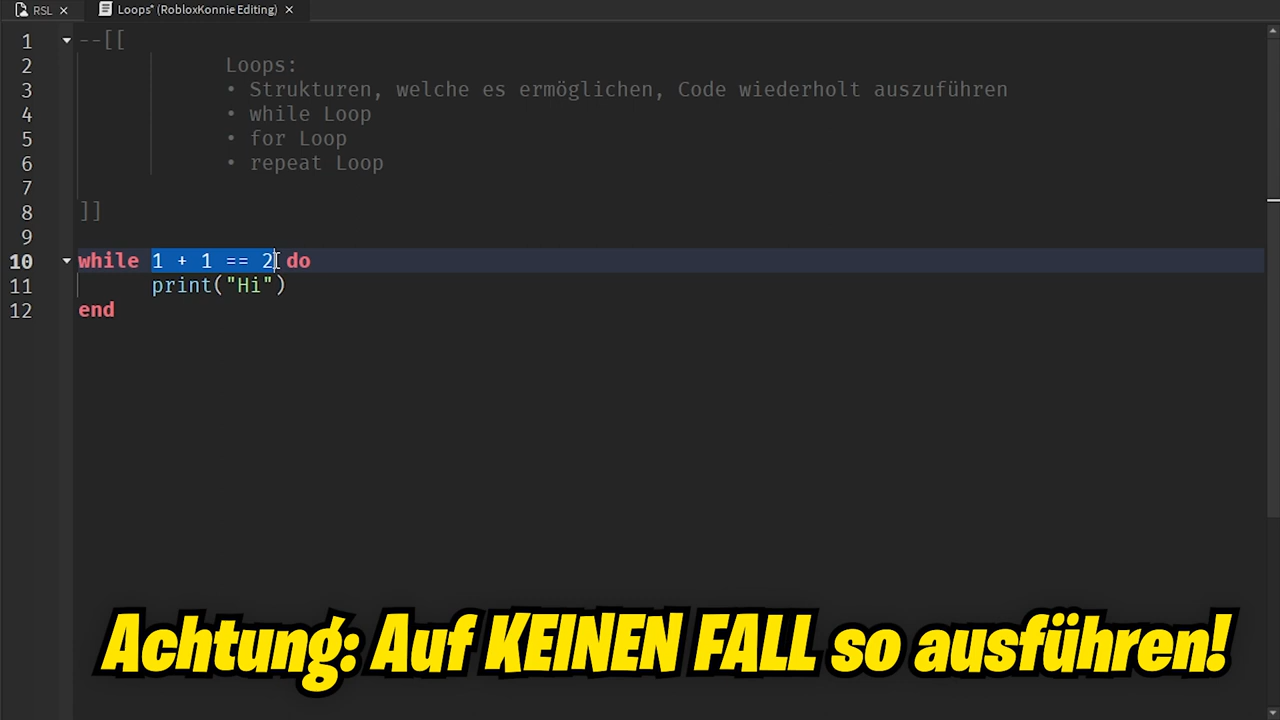 RSL
Loops* (RobloxKonnie Editing)
1 --[[
2 Loops:
3 • Strukturen, welche es ermöglichen, Code wiederholt auszuführen
4 • while Loop
5 • for Loop
6 • repeat Loop
7
8 ]]
9
10 while 1 + 1 == 2 do
11 print("Hi")
12 end
Achtung: Auf KEINEN FALL so ausführen!